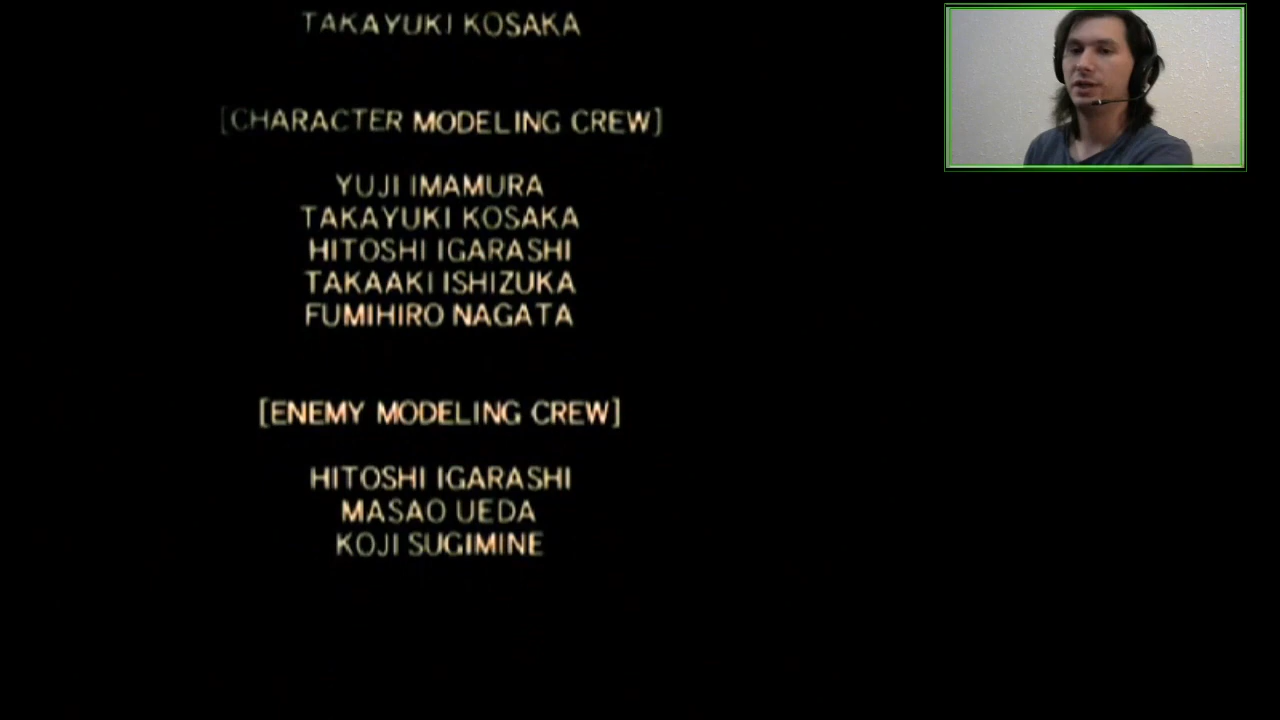 TAKAYUKI KOSAKA
[CHARACTER MODELING CREW]
YUJI IMAMURA
TAKAYUKI KOSAKA
HITOSHI IGARASHI
TAKAAKI ISHIZUKA
FUMIHIRO NAGATA
[ENEMY MODELING CREW]
HITOSHI IGARASHI
MASAO UEDA
KOJI SUGIMINE